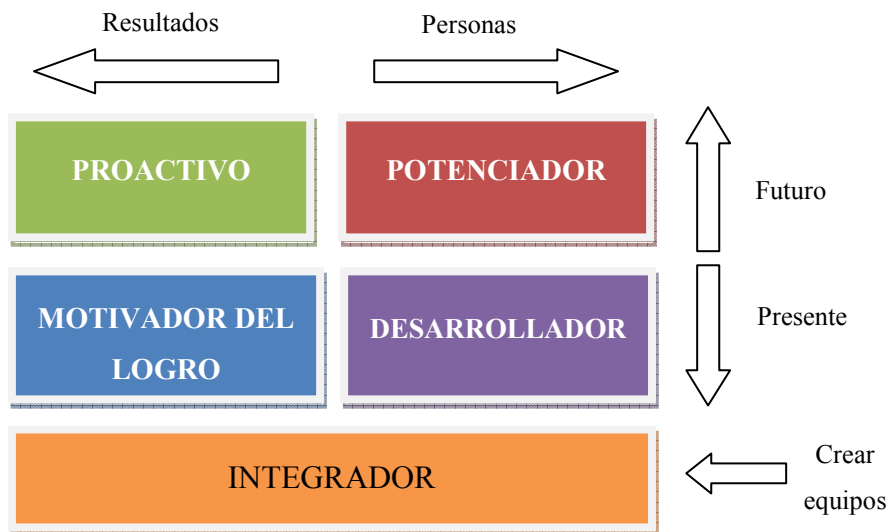 Resultados
Personas
PROACTIVO
POTENCIADOR
Futuro
MOTIVADOR DEL
LOGRO
DESARROLLADOR
Presente
INTEGRADOR
Crear
equipos